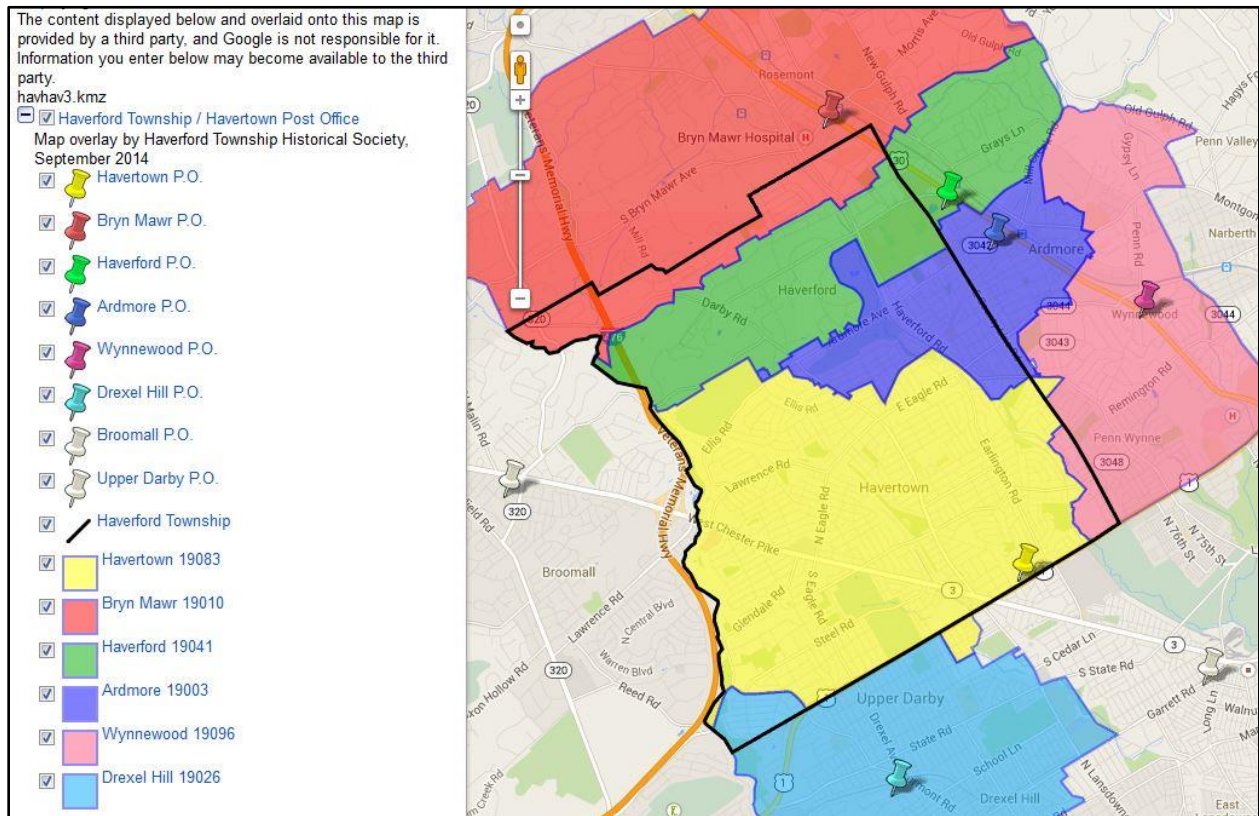 The content displayed below and overlaid onto this map is
provided by a third party, and Google is not responsible for it.
Information you enter below may become available to the third
party.
havhav3.kmz
Haverford Township / Havertown Post Office
Map overlay by Haverford Township Historical Society,
September 2014
Havertown P.O.
Bryn Mawr P.O.
Haverford P.O.
Ardmore P.O.
Wynnewood P.O.
Drexel Hill P.O.
Broomall P.O.
Upper Darby P.O.
Haverford Township
Havertown 19083
Bryn Mawr 19010
Haverford 19041
Ardmore 19003
Wynnewood 19096
Drexel Hill 19026
Morris Ave
Old Gulph Rd
New Gulph Rd
Rosemont
Bryn Mawr Hospital
H
Veterans Memorial Hwy
S Bryn Mawr Ave
Mill Rd
30
Grays Ln
Old Gulph Rd
Gypsy Ln
Penn Valley
Narberth
Penn Rd
Ardmore
Haverford
Darby Rd
Ardmore Ave
Haverford Rd
Wynnewood
3044
3044
3043
Remington Rd
H
Penn Wynne
3048
1
Ellis Rd
E Eagle Rd
Ellis Rd
Earlington Rd
Lawrence Rd
Havertown
N Eagle Rd
West Chester Pike
Veterans Memorial Hwy
320
N 76th St
N 75th St
Broomall
Lawrence Rd
N Central Blvd
Glendale Rd
S Eagle Rd
Steel Rd
3
S Cedar Ln
3
S State Rd
Garrett Rd
Long Ln
320
Warren Blvd
Reed Rd
Upper Darby
Drexel Ave
State Rd
School Ln
1
Drexel Hill
N Lansdowne
East